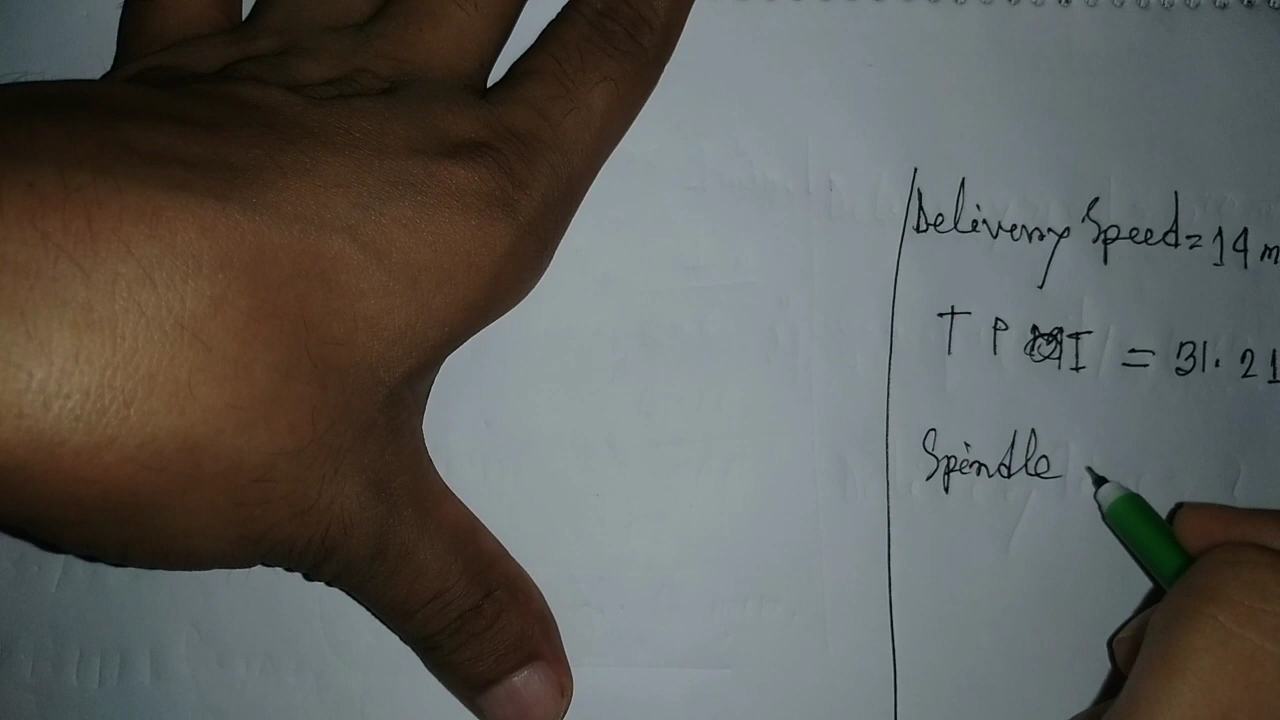 Delivery Speed = 14 m
T P I = 31.21
Spindle